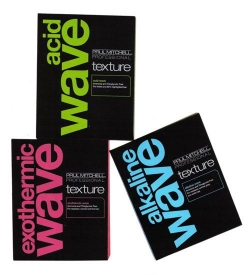 acid
wave
PAUL MITCHELL
PROFESSIONAL
texture
exothermic
wave
PAUL MITCHELL
PROFESSIONAL
texture
alkaline
wave
PAUL MITCHELL
PROFESSIONAL
texture